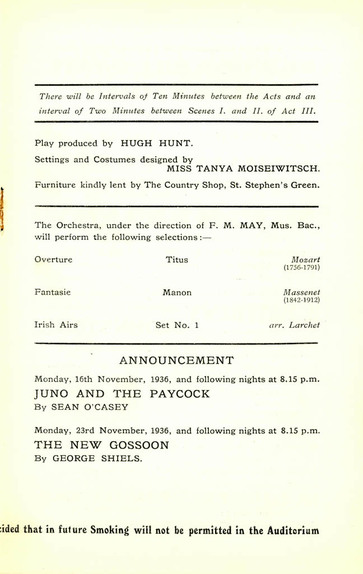 There will be Intervals of Ten Minutes between the Acts and an
interval of Two Minutes between Scenes I. and II. of Act III.
Play produced by HUGH HUNT.
Settings and Costumes designed by
MISS TANYA MOISEIWITSCH.
Furniture kindly lent by The Country Shop, St. Stephen's Green.
The Orchestra, under the direction of F. M. MAY, Mus. Bac.,
will perform the following selections:—
Overture Titus Mozart
(1756-1791)
Fantasie Manon Massenet
(1842-1912)
Irish Airs Set No. 1 arr. Larchet
ANNOUNCEMENT
Monday, 16th November, 1936, and following nights at 8.15 p.m.
JUNO AND THE PAYCOCK
By SEAN O'CASEY
Monday, 23rd November, 1936, and following nights at 8.15 p.m.
THE NEW GOSSOON
By GEORGE SHIELS.
cided that in future Smoking will not be permitted in the Auditorium